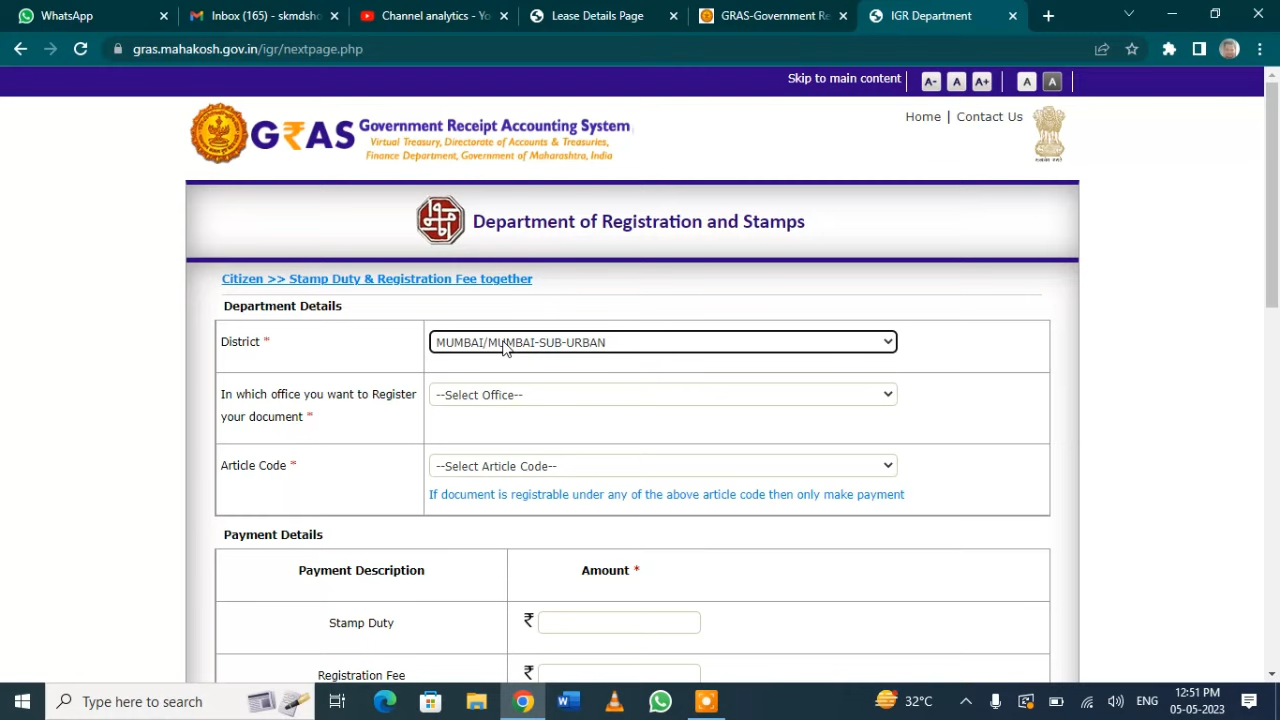 WhatsApp
Inbox (165) - skmdsho
Channel analytics - Yo
Lease Details Page
GRAS-Government Re
IGR Department
gras.mahakosh.gov.in/igr/nextpage.php
Skip to main content
A- A A+ A A
GRAS
Government Receipt Accounting System
Virtual Treasury, Directorate of Accounts & Treasuries,
Finance Department, Government of Maharashtra, India
Home | Contact Us
Department of Registration and Stamps
Citizen >> Stamp Duty & Registration Fee together
Department Details
District * MUMBAI/MUMBAI-SUB-URBAN
In which office you want to Register
your document *
--Select Office--
Article Code * --Select Article Code--
If document is registrable under any of the above article code then only make payment
Payment Details
Payment Description Amount *
Stamp Duty ₹
Registration Fee ₹
Type here to search
32°C
ENG
12:51 PM
05-05-2023